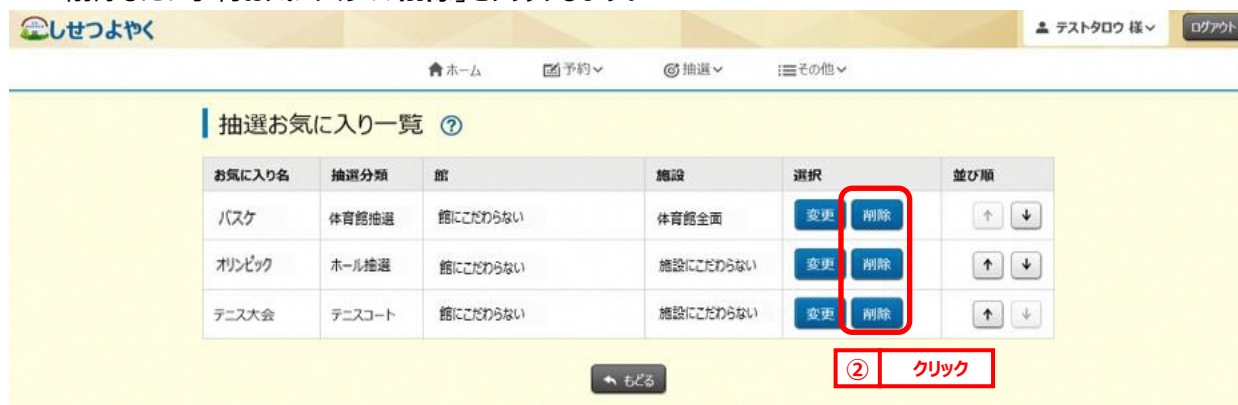 しせつよやく
テストタロウ 様
ログアウト
ホーム 予約 抽選 その他
抽選お気に入り一覧 ?
お気に入り名 抽選分類 館 施設 選択 並び順
バスケ 体育館抽選 館にこだわらない 体育館全面 変更 削除 ↑ ↓
オリンピック ホール抽選 館にこだわらない 施設にこだわらない 変更 削除 ↑ ↓
テニス大会 テニスコート 館にこだわらない 施設にこだわらない 変更 削除 ↑ ↓
② クリック
もどる